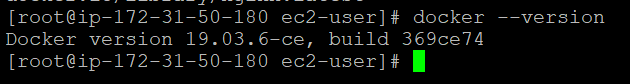 [root@ip-172-31-50-180 ec2-user]# docker --version
Docker version 19.03.6-ce, build 369ce74
[root@ip-172-31-50-180 ec2-user]#